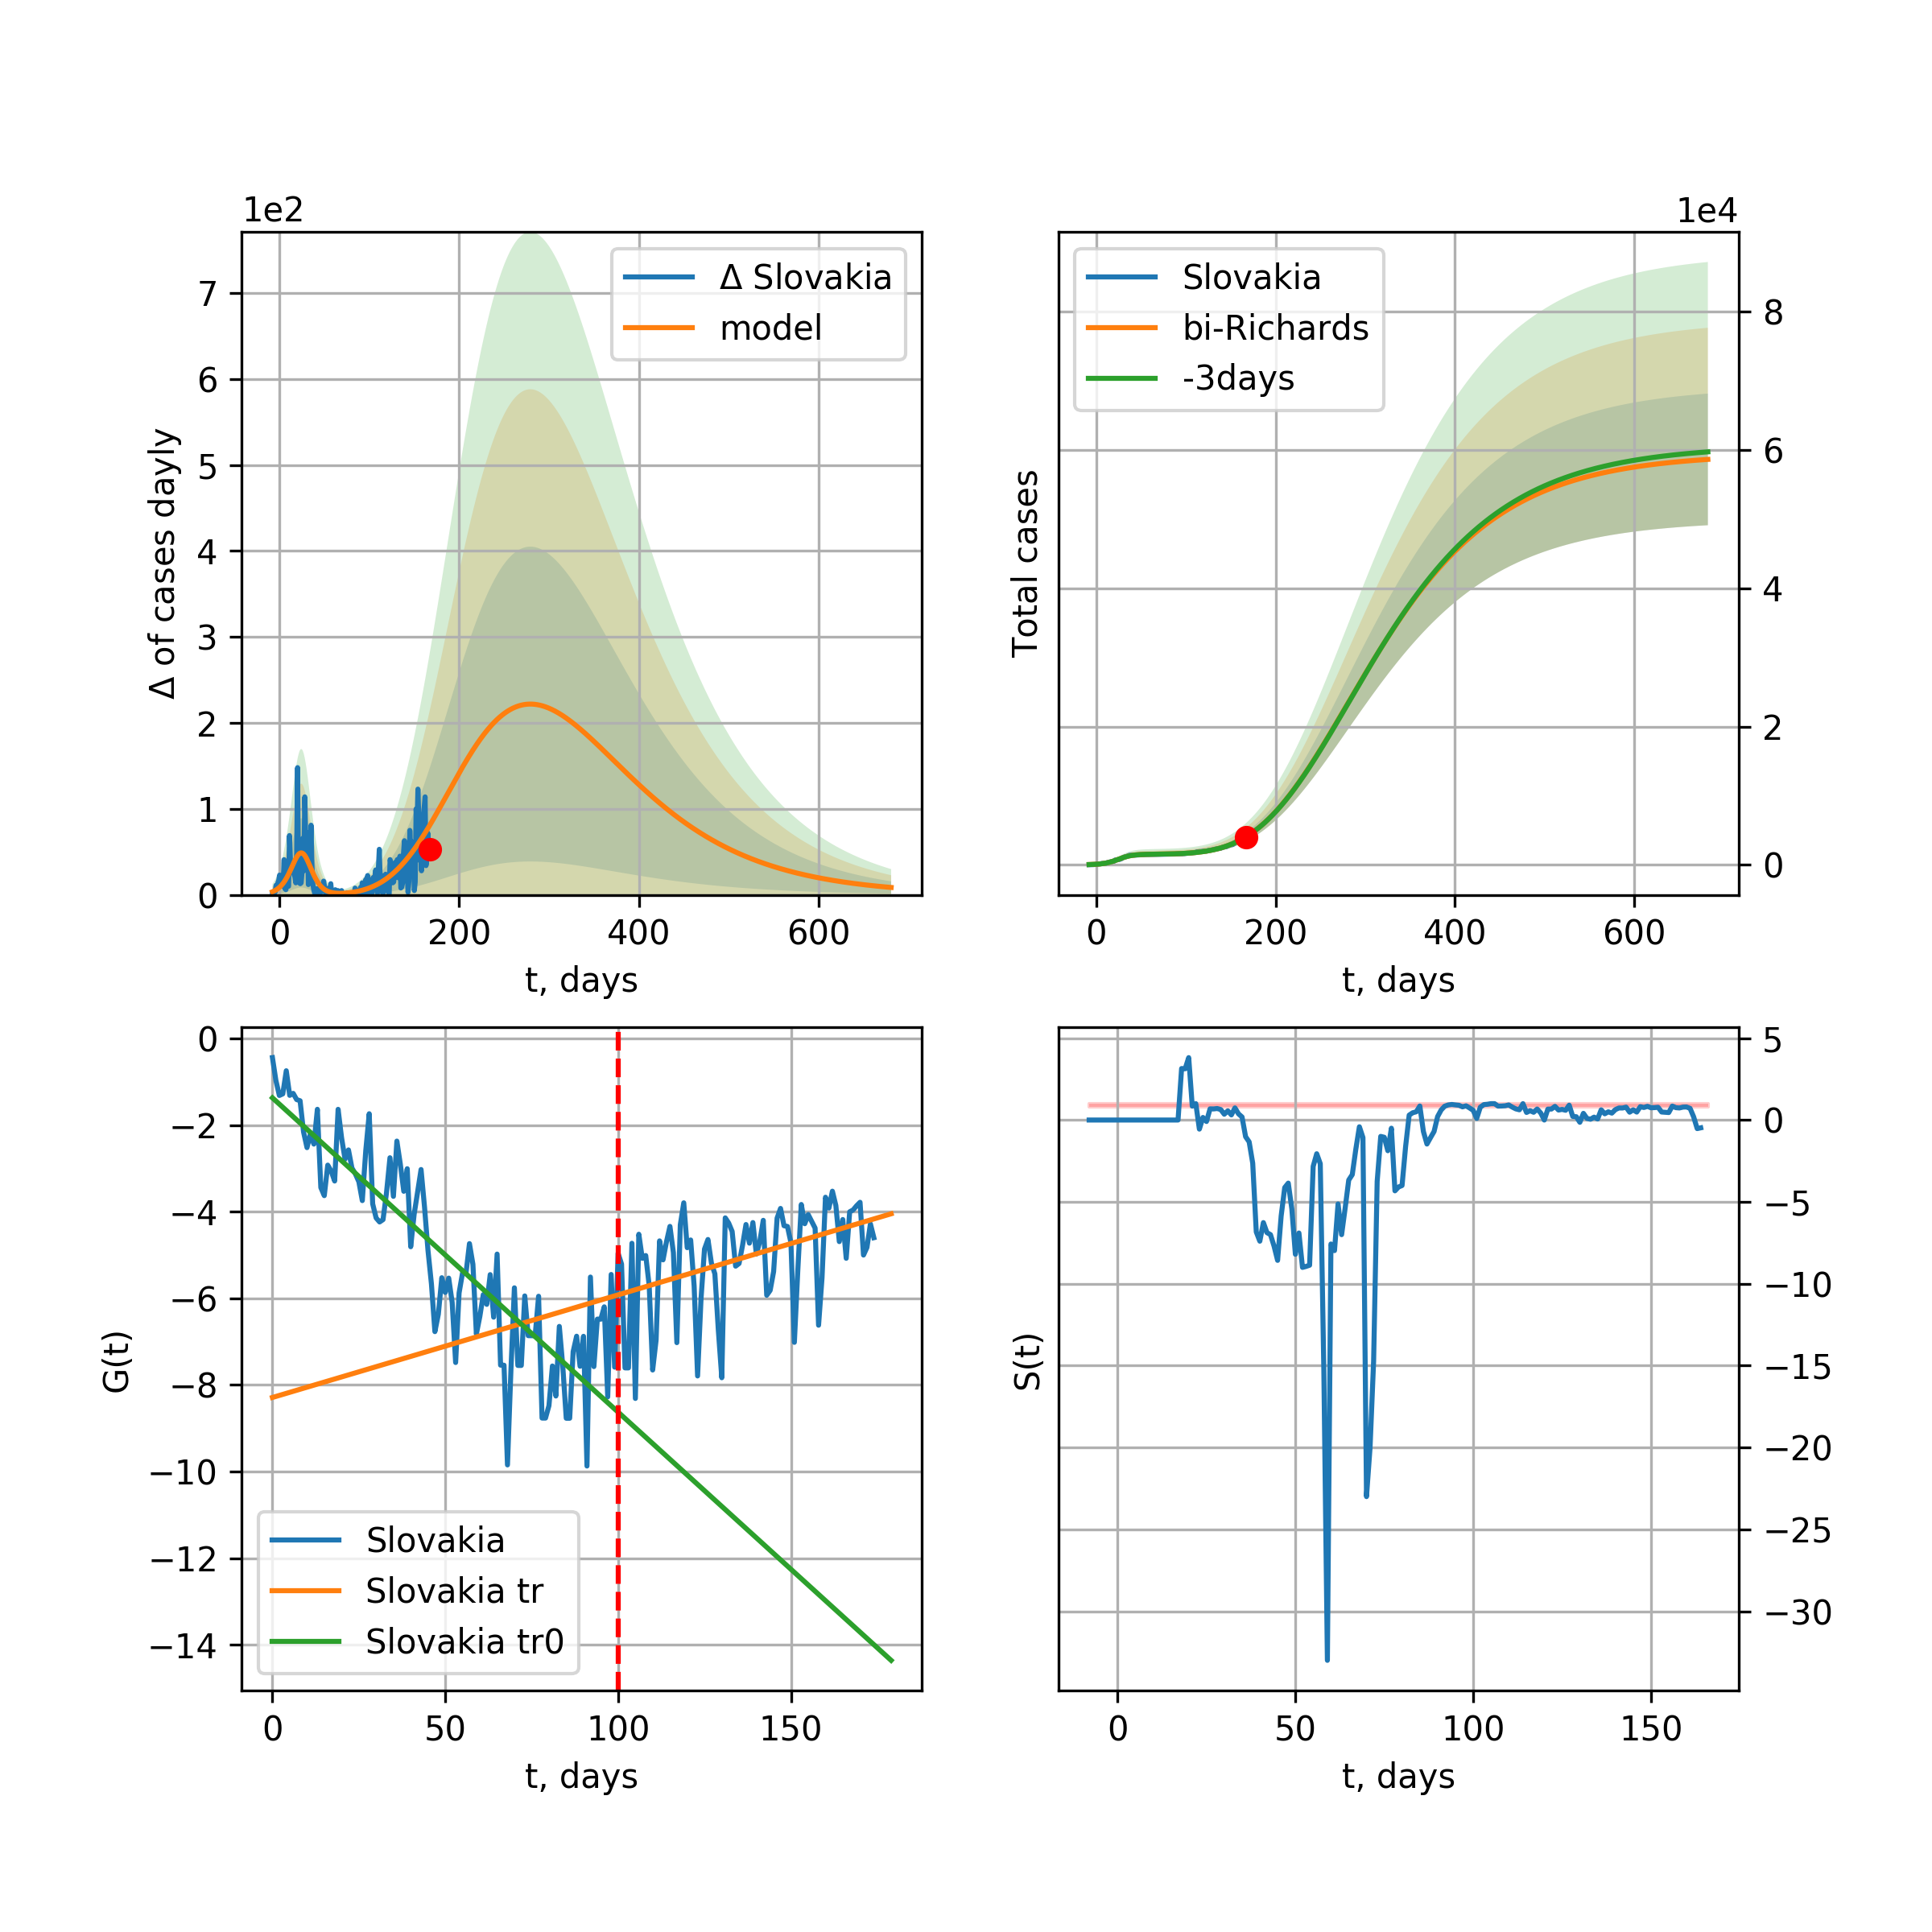 1e2
Δ of cases dayly
7
6
5
4
3
2
1
0
Δ Slovakia
model
0 200 400 600
t, days
1e4
Total cases
Slovakia
bi-Richards
-3days
8
6
4
2
0
0 200 400 600
t, days
G(t)
0
−2
−4
−6
−8
−10
−12
−14
Slovakia
Slovakia tr
Slovakia tr0
0 50 100 150
t, days
S(t)
5
0
−5
−10
−15
−20
−25
−30
0 50 100 150
t, days